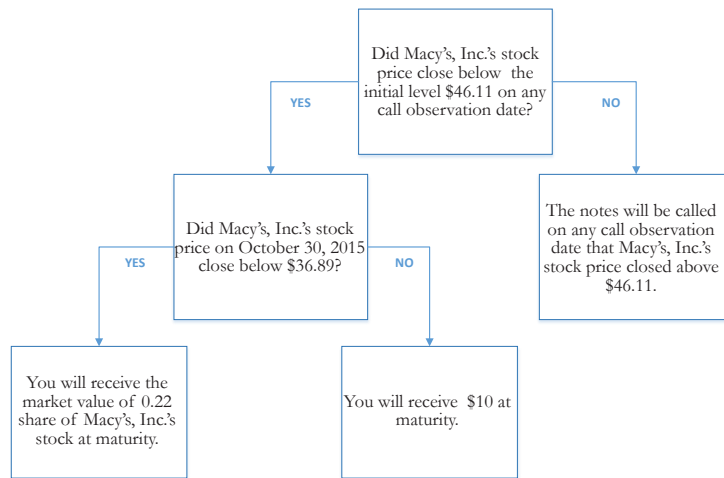 Did Macy's, Inc.'s stock
price close below the
initial level $46.11 on any
call observation date?
YES
NO
Did Macy's, Inc.'s stock
price on October 30, 2015
close below $36.89?
The notes will be called
on any call observation
date that Macy's, Inc.'s
stock price closed above
$46.11.
YES
NO
You will receive the
market value of 0.22
share of Macy's, Inc.'s
stock at maturity.
You will receive $10 at
maturity.